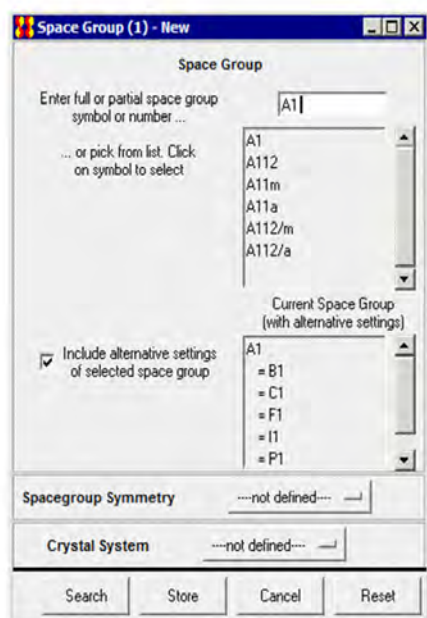 Space Group (1) - New
Space Group
Enter full or partial space group
symbol or number ...
A1
... or pick from list. Click
on symbol to select
A1
A112
A11m
A11a
A112/m
A112/a
Current Space Group
(with alternative settings)
Include alternative settings
of selected space group
A1
= B1
= C1
= F1
= I1
= P1
Spacegroup Symmetry
----not defined----
Crystal System
----not defined----
Search
Store
Cancel
Reset